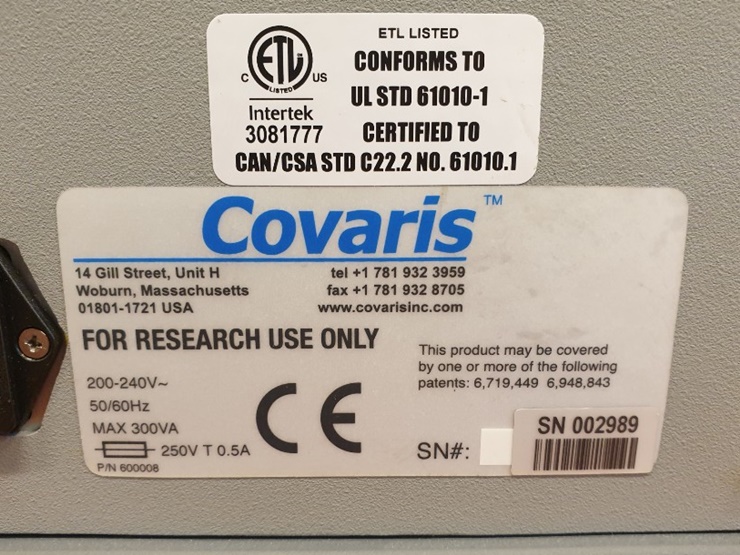 ETL LISTED
CONFORMS TO
UL STD 61010-1
CERTIFIED TO
CAN/CSA STD C22.2 NO. 61010.1
C ETL US
LISTED
Intertek
3081777
Covaris™
14 Gill Street, Unit H
Woburn, Massachusetts
01801-1721 USA
tel +1 781 932 3959
fax +1 781 932 8705
www.covarisinc.com
FOR RESEARCH USE ONLY
200-240V~
50/60Hz
MAX 300VA
250V T 0.5A
P/N 600008
CE
This product may be covered
by one or more of the following
patents: 6,719,449 6,948,843
SN#:
SN 002989